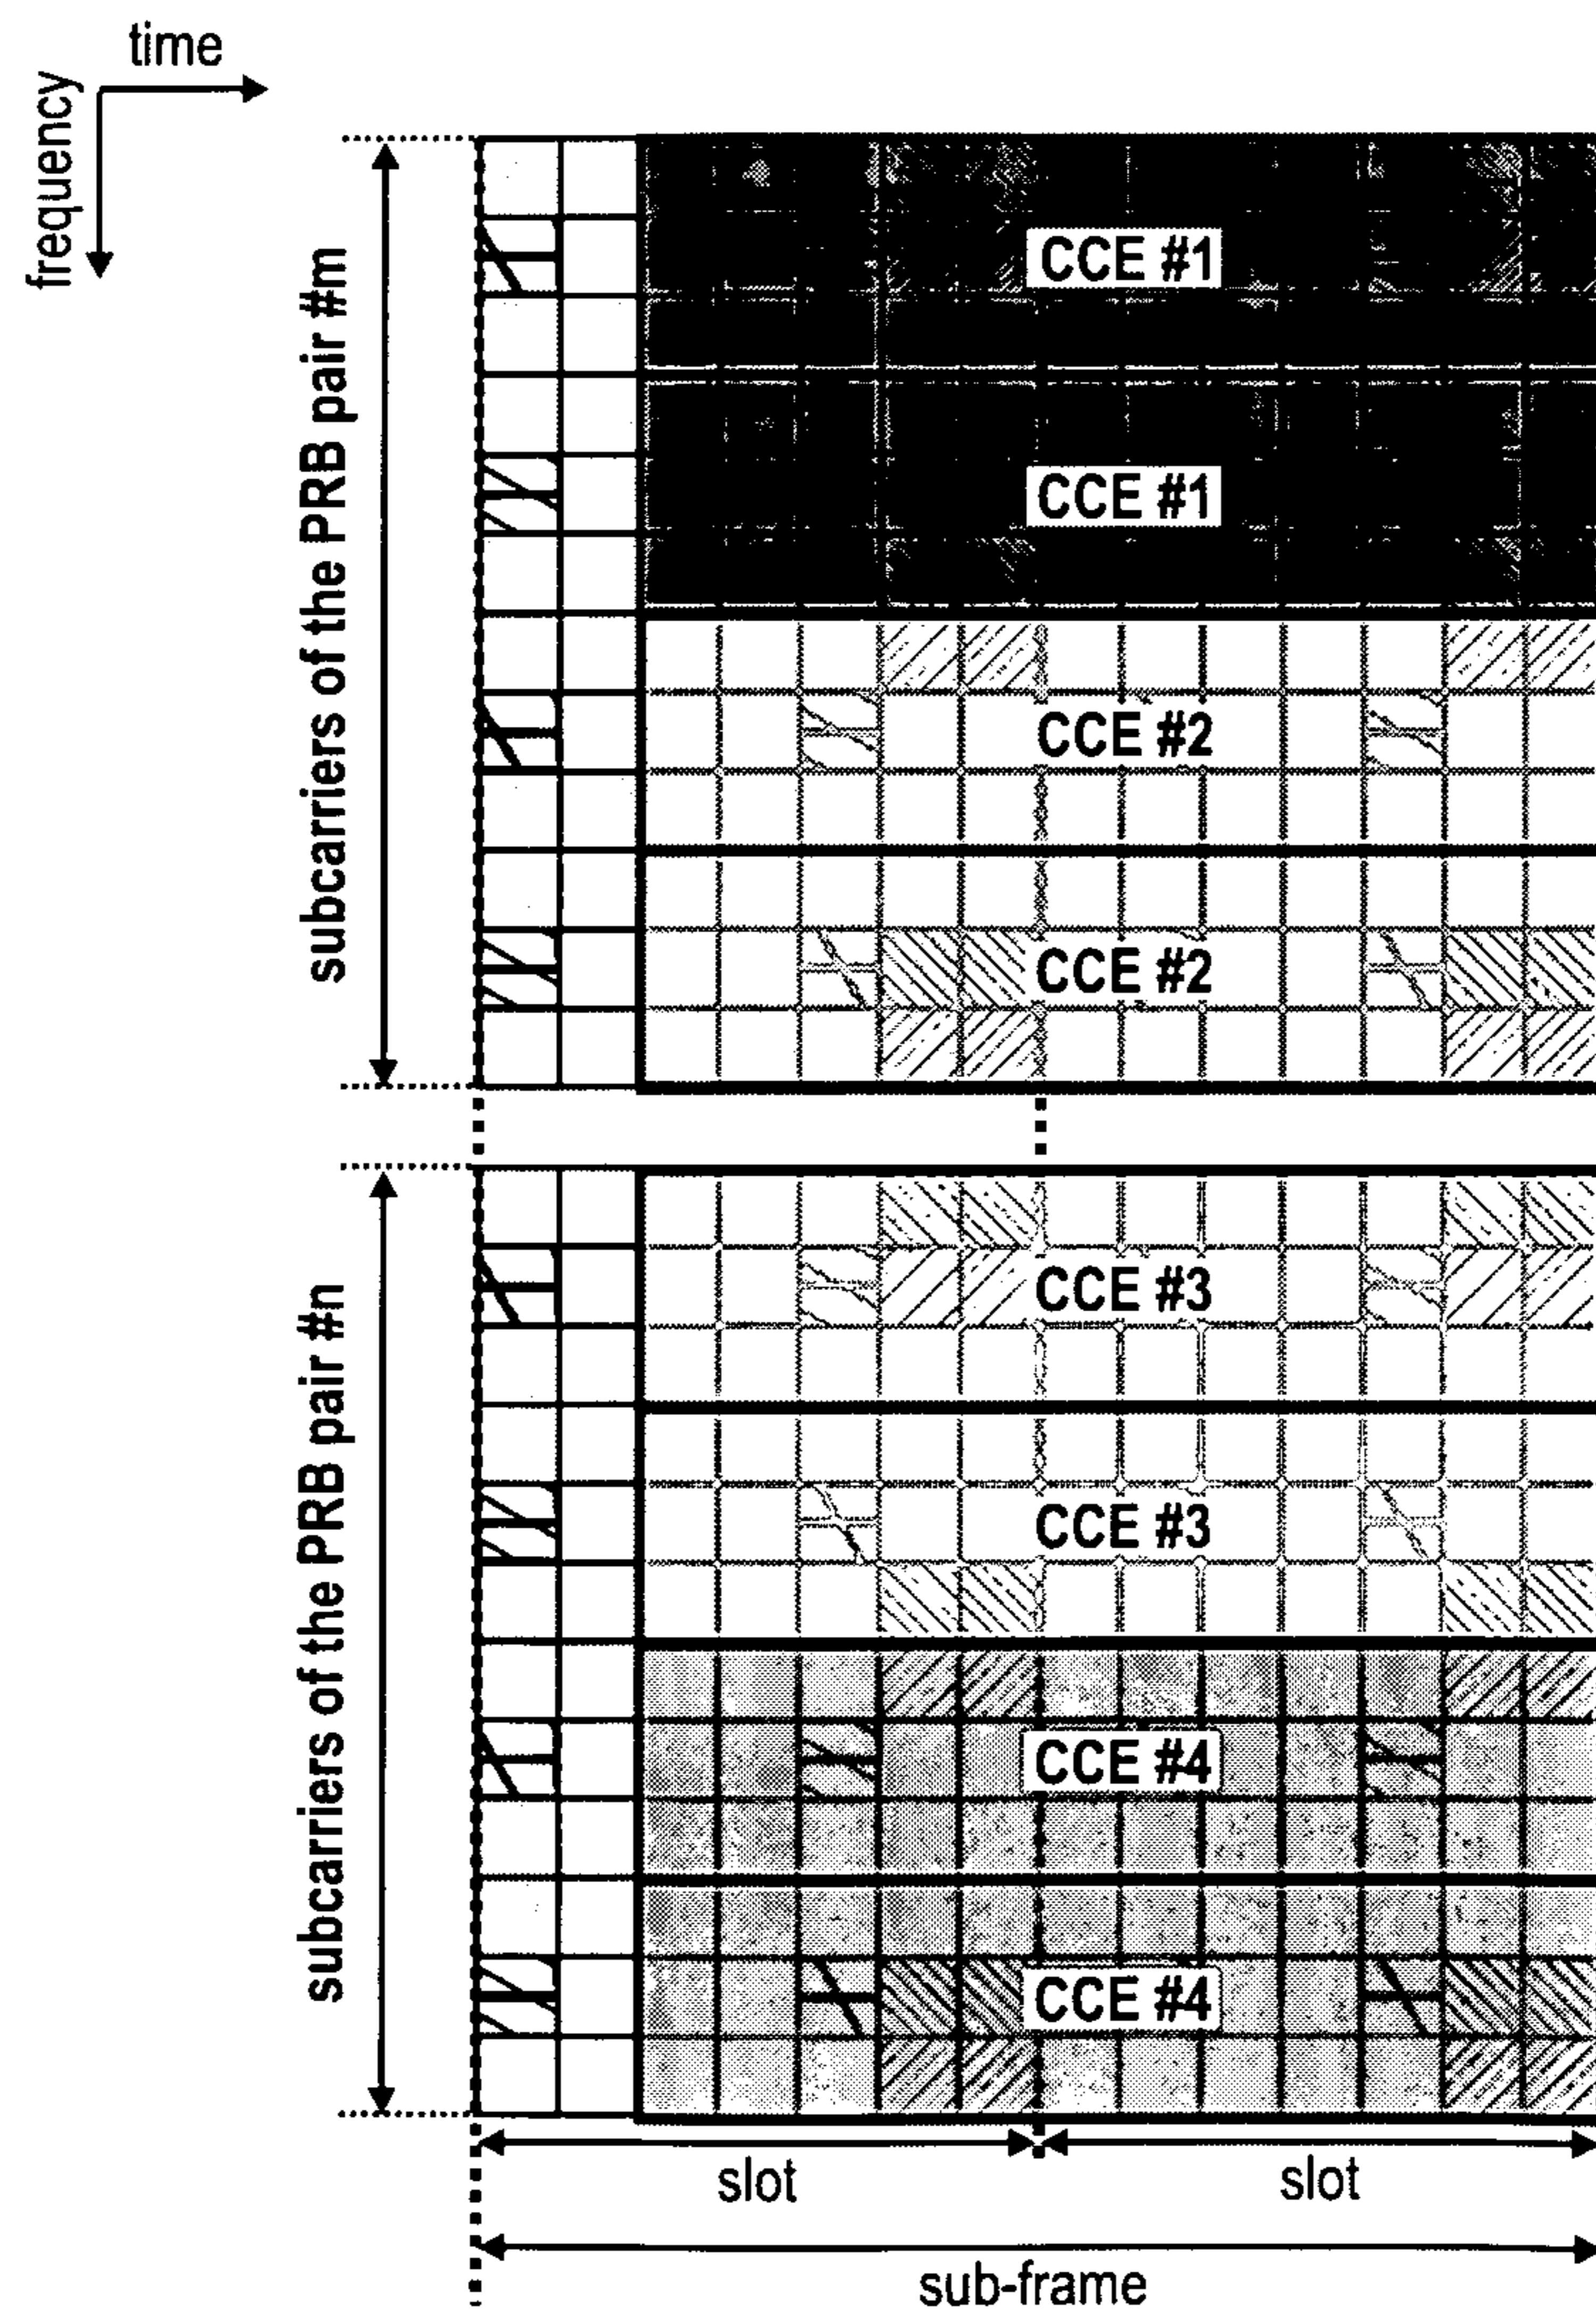 time
frequency
subcarriers of the PRB pair #m
CCE #1
CCE #1
CCE #2
CCE #2
subcarriers of the PRB pair #n
CCE #3
CCE #3
CCE #4
CCE #4
slot
slot
sub-frame